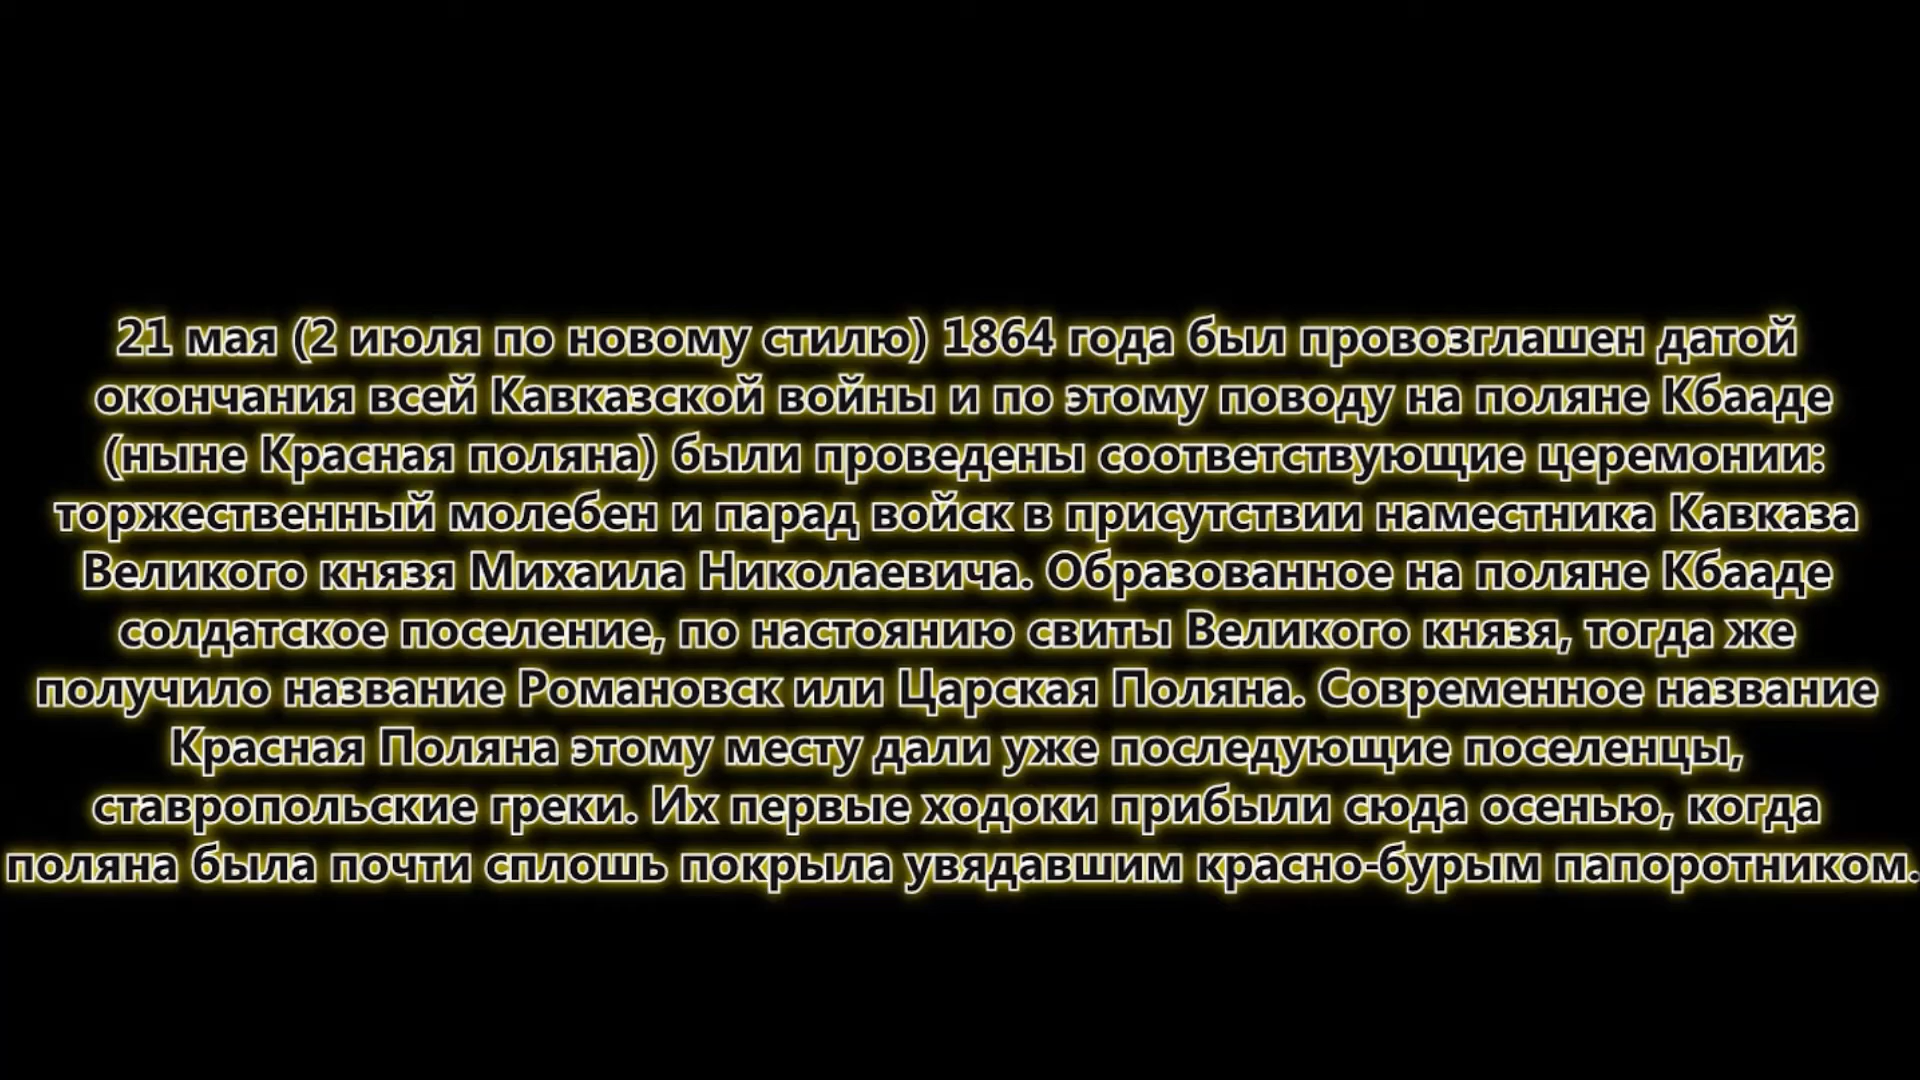 21 мая (2 июля по новому стилю) 1864 года был провозглашен датой
окончания всей Кавказской войны и по этому поводу на поляне Кбааде
(ныне Красная поляна) были проведены соответствующие церемонии:
торжественный молебен и парад войск в присутствии наместника Кавказа
Великого князя Михаила Николаевича. Образованное на поляне Кбааде
солдатское поселение, по настоянию свиты Великого князя, тогда же
получило название Романовск или Царская Поляна. Современное название
Красная Поляна этому месту дали уже последующие поселенцы,
ставропольские греки. Их первые ходоки прибыли сюда осенью, когда
поляна была почти сплошь покрыла увядавшим красно-бурым папоротником.